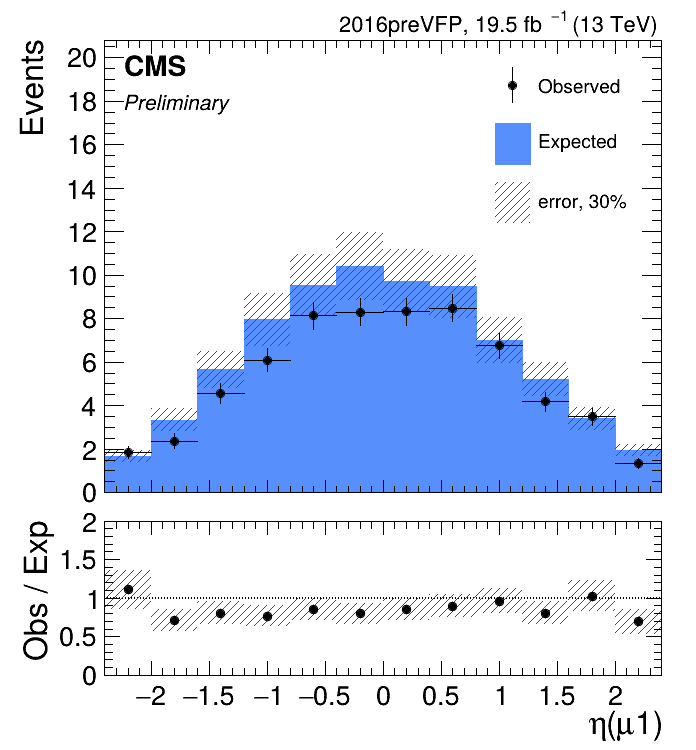 2016preVFP, 19.5 fb⁻¹ (13 TeV)
Events
20
18
16
14
12
10
8
6
4
2
0
CMS
Preliminary
Observed
Expected
error, 30%
Obs / Exp
2
1.5
1
0.5
0
−2 −1.5 −1 −0.5 0 0.5 1 1.5 2
η(μ1)